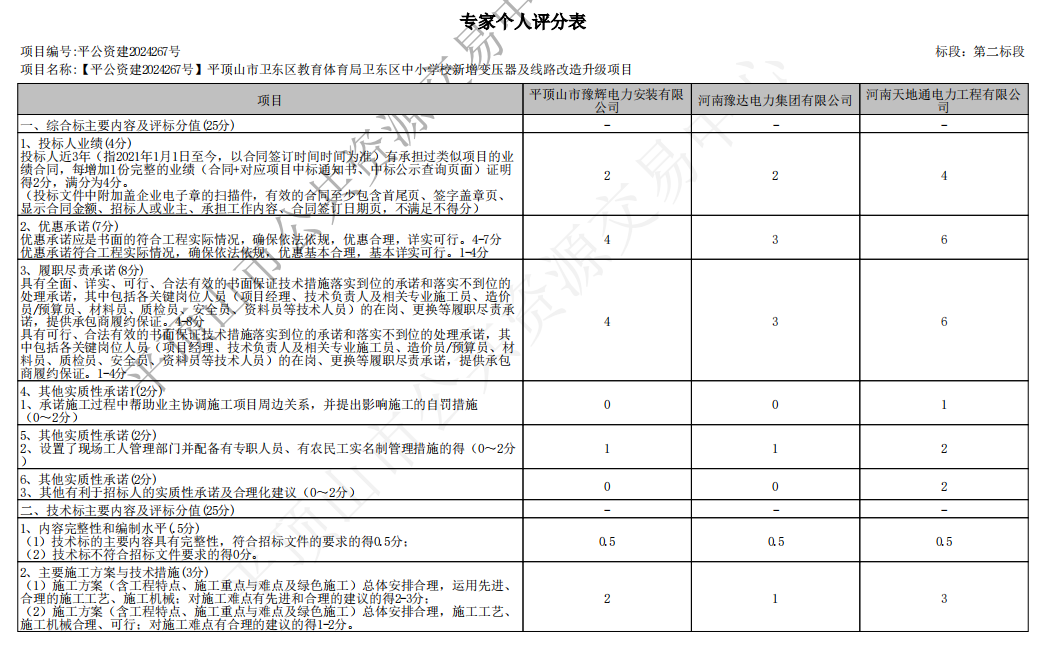 专家个人评分表
项目编号:平公资建2024267号
标段：第二标段
项目名称:【平公资建2024267号】平顶山市卫东区教育体育局卫东区中小学校新增变压器及线路改造升级项目
项目
平顶山市豫辉电力安装有限
公司
河南豫达电力集团有限公司
河南天地通电力工程有限公
司
一、综合标主要内容及评标分值(25分)
-
-
-
1、投标人业绩(4分)
投标人近3年（指2021年1月1日至今，以合同签订时间时间为准）有承担过类似项目的业
绩合同，每增加1份完整的业绩（合同+对应项目中标通知书、中标公示查询页面）证明
得2分，满分为4分。
（投标文件中附加盖企业电子章的扫描件，有效的合同至少包含首尾页、签字盖章页、
显示合同金额、招标人或业主、承担工作内容、合同签订日期页，不满足不得分）
2
2
4
2、优惠承诺(7分)
优惠承诺应是书面的符合工程实际情况，确保依法依规，优惠合理，详实可行。4-7分
优惠承诺符合工程实际情况，确保依法依规，优惠基本合理，基本详实可行。1-4分
4
3
6
3、履职尽责承诺(8分)
具有全面、详实、可行、合法有效的书面保证技术措施落实到位的承诺和落实不到位的
处理承诺，其中包括各关键岗位人员（项目经理、技术负责人及相关专业施工员、造价
员/预算员、材料员、质检员、安全员、资料员等技术人员）的在岗、更换等履职尽责承
诺，提供承包商履约保证。4-8分
具有可行、合法有效的书面保证技术措施落实到位的承诺和落实不到位的处理承诺，其
中包括各关键岗位人员（项目经理、技术负责人及相关专业施工员、造价员/预算员、材
料员、质检员、安全员、资料员等技术人员）的在岗、更换等履职尽责承诺，提供承包
商履约保证。1-4分
4
3
6
4、其他实质性承诺1(2分)
1、承诺施工过程中帮助业主协调施工项目周边关系，并提出影响施工的自罚措施
（0～2分）
0
0
1
5、其他实质性承诺(2分)
2、设置了现场工人管理部门并配备有专职人员、有农民工实名制管理措施的得（0～2分
）
1
1
2
6、其他实质性承诺(2分)
3、其他有利于招标人的实质性承诺及合理化建议（0～2分）
0
0
2
二、技术标主要内容及评标分值(25分)
-
-
-
1、内容完整性和编制水平(.5分)
（1）技术标的主要内容具有完整性，符合招标文件的要求的得0.5分；
（2）技术标不符合招标文件要求的得0分。
0.5
0.5
0.5
2、主要施工方案与技术措施(3分)
（1）施工方案（含工程特点、施工重点与难点及绿色施工）总体安排合理，运用先进、
合理的施工工艺、施工机械；对施工难点有先进和合理的建议的得2-3分；
（2）施工方案（含工程特点、施工重点与难点及绿色施工）总体安排合理，施工工艺、
施工机械合理、可行；对施工难点有合理的建议的得1-2分。
2
1
3
平顶山市公共资源交易中
平顶山市公共资源交易中心